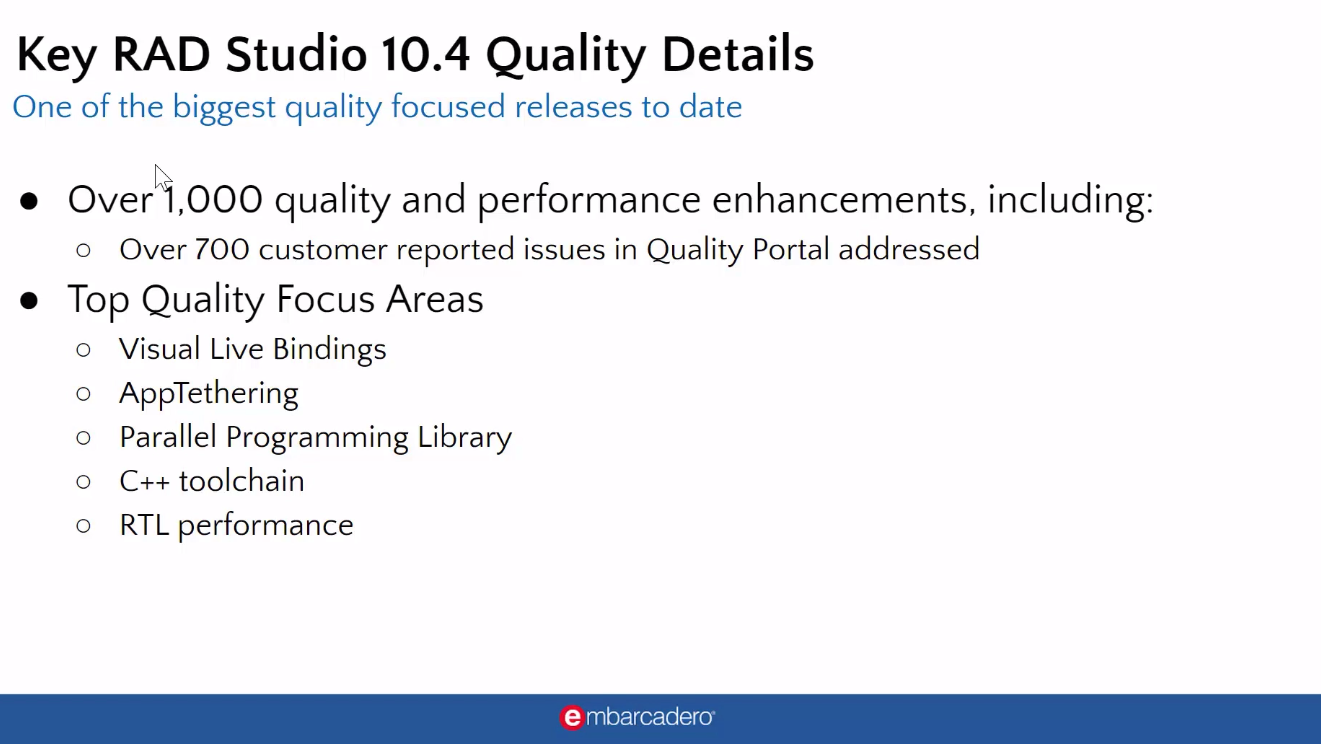 Key RAD Studio 10.4 Quality Details
One of the biggest quality focused releases to date
● Over 1,000 quality and performance enhancements, including:
○ Over 700 customer reported issues in Quality Portal addressed
● Top Quality Focus Areas
○ Visual Live Bindings
○ AppTethering
○ Parallel Programming Library
○ C++ toolchain
○ RTL performance
embarcadero®